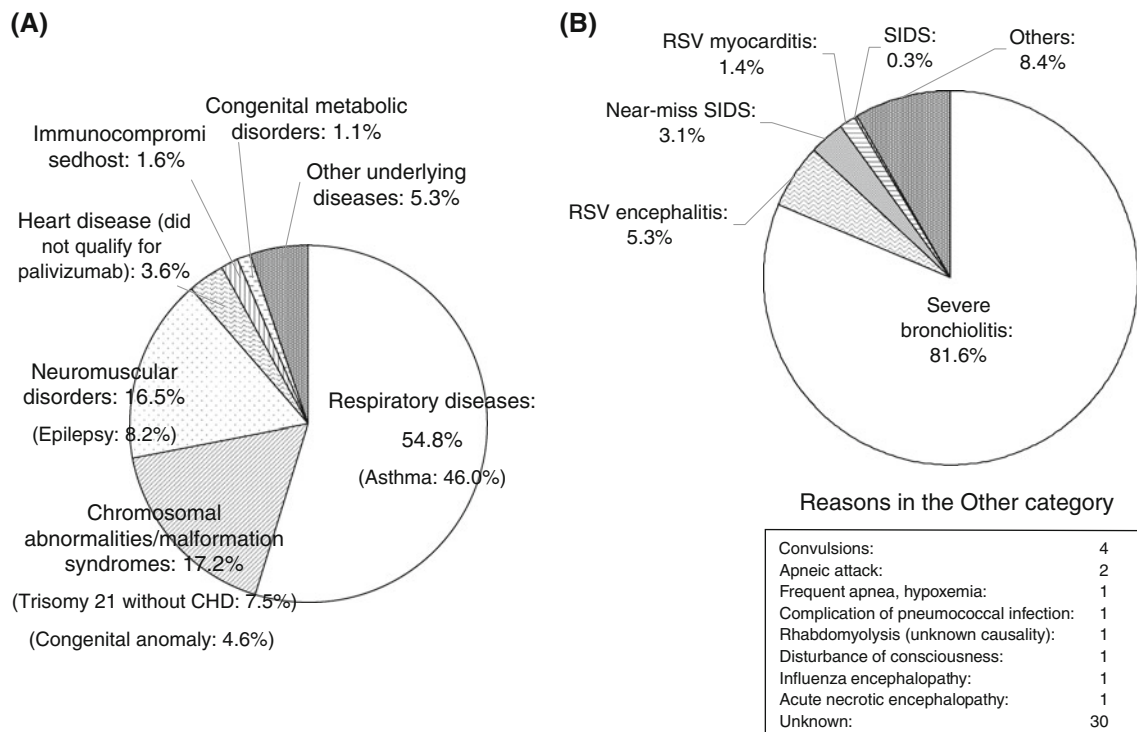 (A)
Congenital metabolic
disorders: 1.1%
Immunocompromi
sedhost: 1.6%
Other underlying
diseases: 5.3%
Heart disease (did
not qualify for
palivizumab): 3.6%
Neuromuscular
disorders: 16.5%
(Epilepsy: 8.2%)
Respiratory diseases:
54.8%
(Asthma: 46.0%)
Chromosomal
abnormalities/malformation
syndromes: 17.2%
(Trisomy 21 without CHD: 7.5%)
(Congenital anomaly: 4.6%)
(B)
RSV myocarditis:
1.4%
SIDS:
0.3%
Others:
8.4%
Near-miss SIDS:
3.1%
RSV encephalitis:
5.3%
Severe
bronchiolitis:
81.6%
Reasons in the Other category
Convulsions: 4
Apneic attack: 2
Frequent apnea, hypoxemia: 1
Complication of pneumococcal infection: 1
Rhabdomyolysis (unknown causality): 1
Disturbance of consciousness: 1
Influenza encephalopathy: 1
Acute necrotic encephalopathy: 1
Unknown: 30